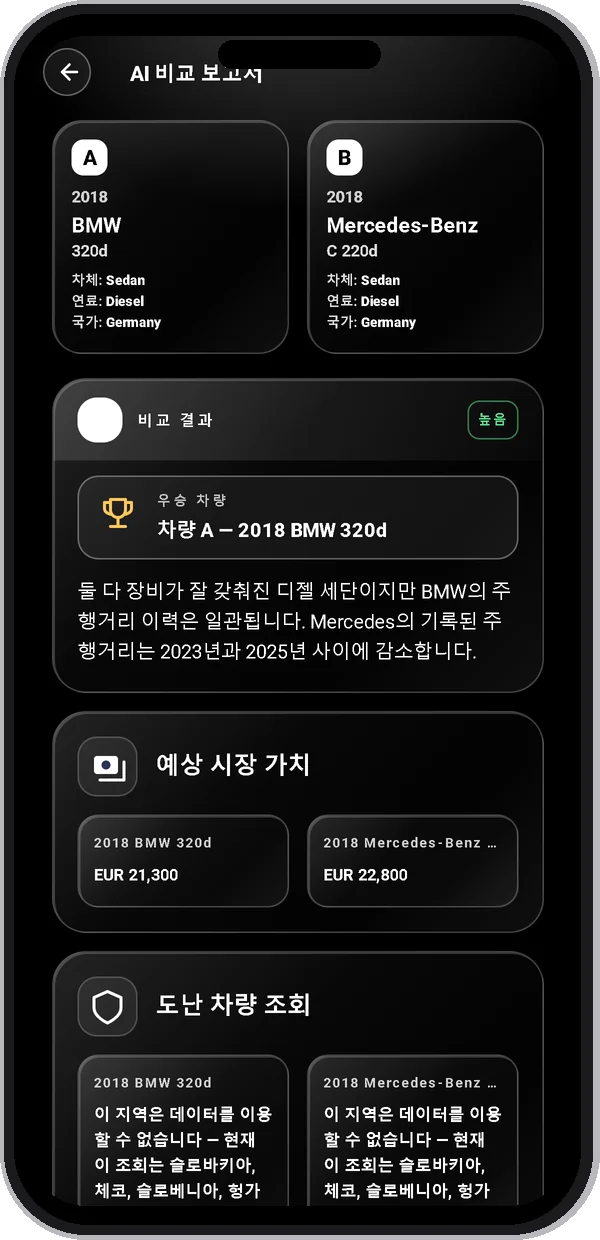 AI 비교 보고서
A
2018
BMW
320d
차체: Sedan
연료: Diesel
국가: Germany
B
2018
Mercedes-Benz
C 220d
차체: Sedan
연료: Diesel
국가: Germany
비교 결과
높음
우승 차량
차량 A – 2018 BMW 320d
둘 다 장비가 잘 갖춰진 디젤 세단이지만 BMW의 주
행거리 이력은 일관됩니다. Mercedes의 기록된 주
행거리는 2023년과 2025년 사이에 감소합니다.
예상 시장 가치
2018 BMW 320d
EUR 21,300
2018 Mercedes-Benz ...
EUR 22,800
도난 차량 조회
2018 BMW 320d
이 지역은 데이터를 이용
할 수 없습니다 – 현재
이 조회는 슬로바키아,
체코, 슬로베니아, 헝가
2018 Mercedes-Benz ...
이 지역은 데이터를 이용
할 수 없습니다 – 현재
이 조회는 슬로바키아,
체코, 슬로베니아, 헝가